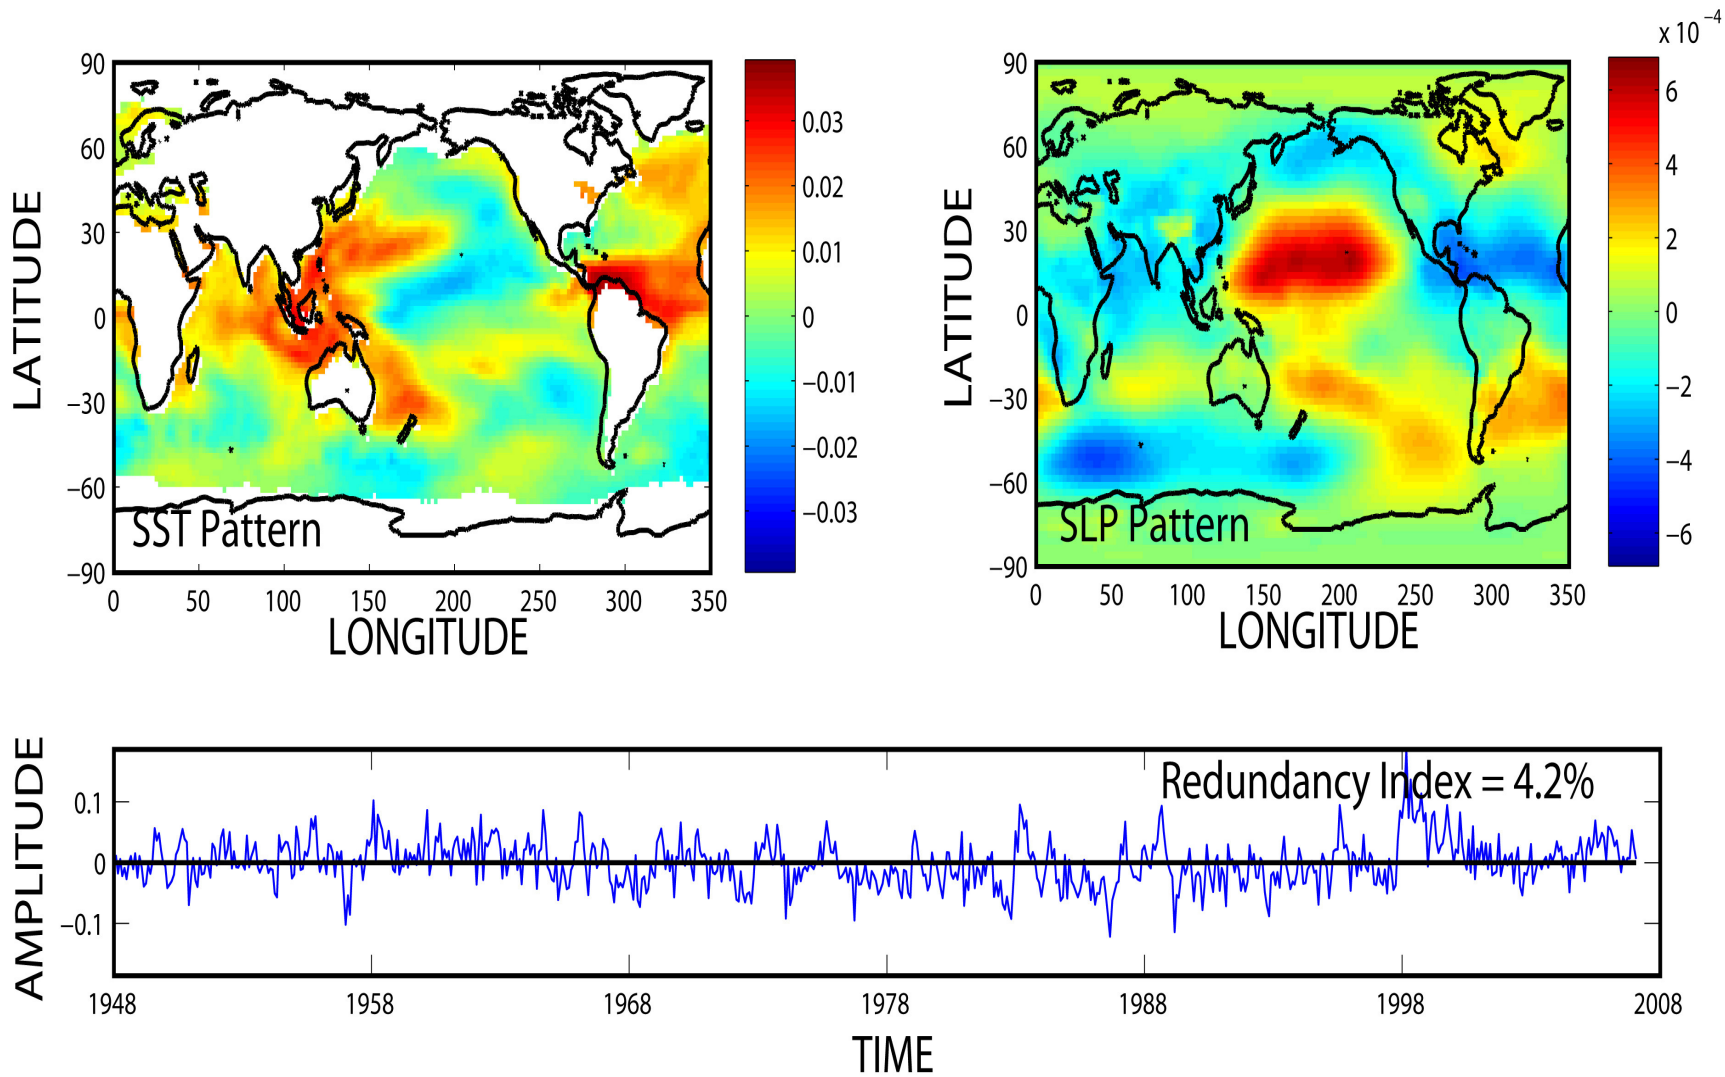 x 10⁻⁴
90
60
30
0
−30
−60
−90
LATITUDE
0 50 100 150 200 250 300 350
LONGITUDE
SST Pattern
0.03
0.02
0.01
0
−0.01
−0.02
−0.03
90
60
30
0
−30
−60
−90
LATITUDE
0 50 100 150 200 250 300 350
LONGITUDE
SLP Pattern
6
4
2
0
−2
−4
−6
Redundancy Index = 4.2%
0.1
0
−0.1
AMPLITUDE
1948 1958 1968 1978 1988 1998 2008
TIME